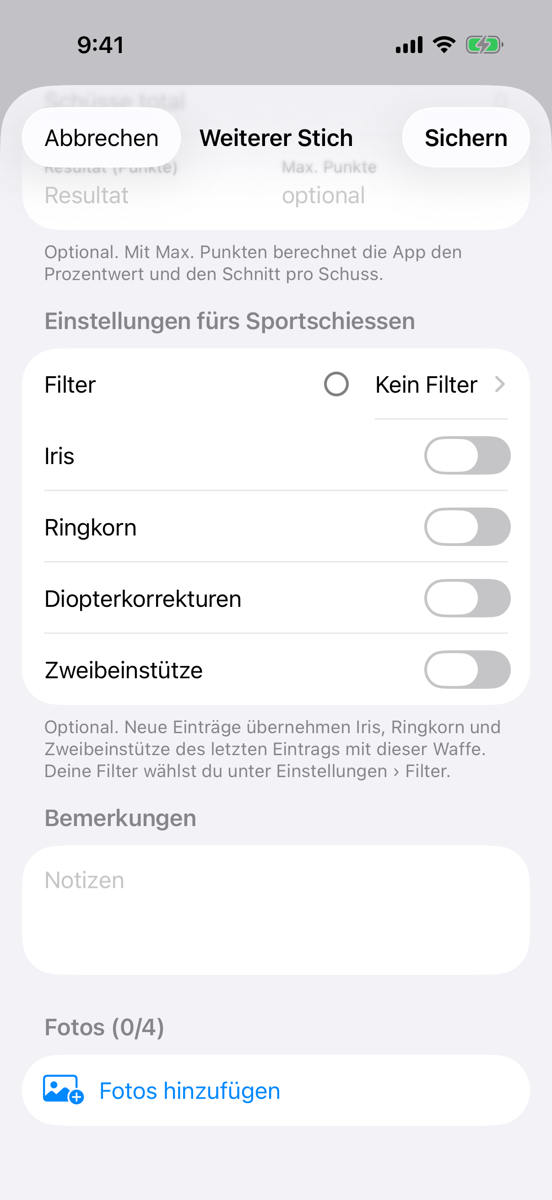 9:41
Schüsse total
Abbrechen
Weiterer Stich
Sichern
Resultat (Punkte)
Max. Punkte
Resultat
optional
Optional. Mit Max. Punkten berechnet die App den
Prozentwert und den Schnitt pro Schuss.
Einstellungen fürs Sportschiessen
Filter
Kein Filter
Iris
Ringkorn
Diopterkorrekturen
Zweibeinstütze
Optional. Neue Einträge übernehmen Iris, Ringkorn und
Zweibeinstütze des letzten Eintrags mit dieser Waffe.
Deine Filter wählst du unter Einstellungen › Filter.
Bemerkungen
Notizen
Fotos (0/4)
Fotos hinzufügen